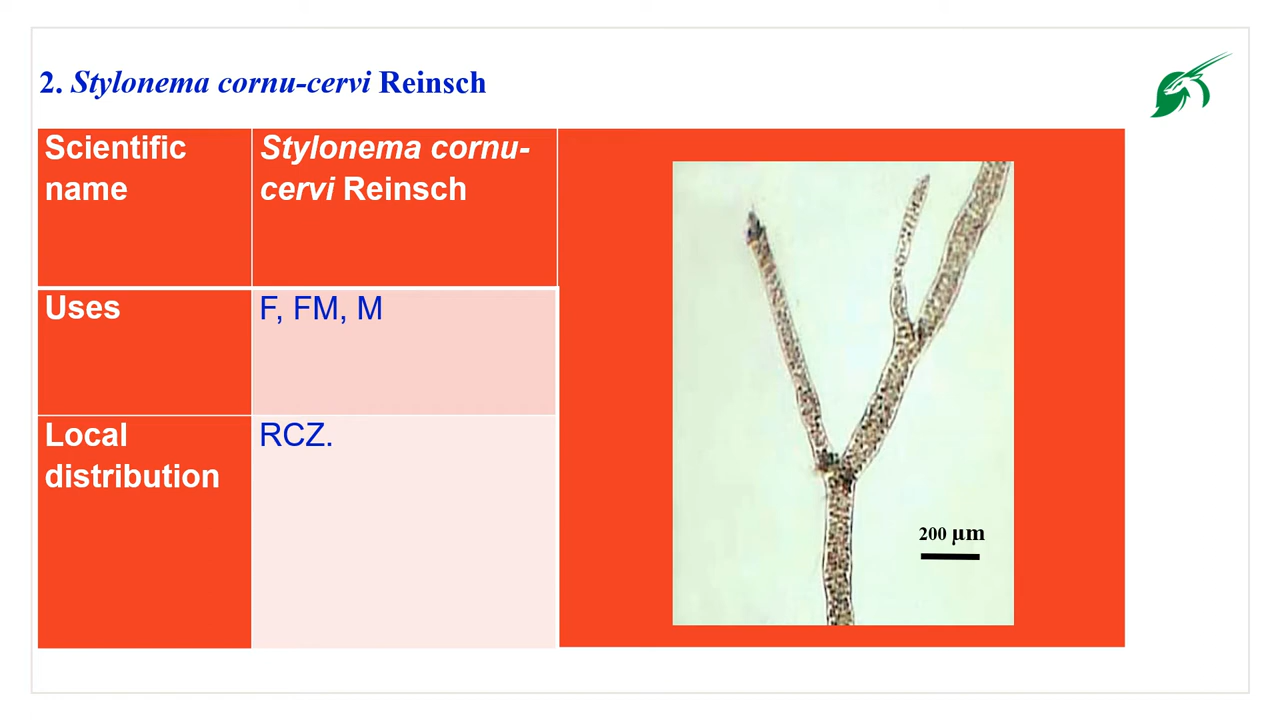 2. Stylonema cornu-cervi Reinsch
Scientific
name
Stylonema cornu-
cervi Reinsch
Uses
F, FM, M
Local
distribution
RCZ.
200 µm